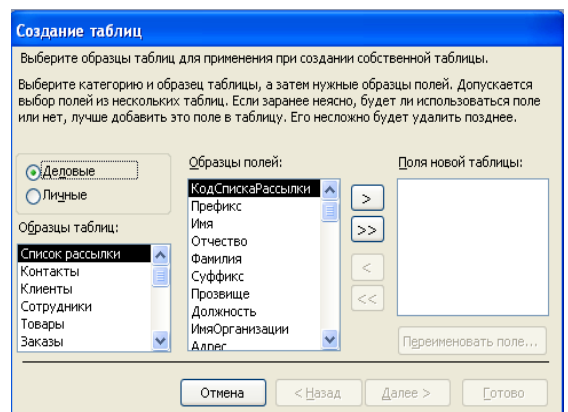 Создание таблиц
Выберите образцы таблиц для применения при создании собственной таблицы.
Выберите категорию и образец таблицы, а затем нужные образцы полей. Допускается
выбор полей из нескольких таблиц. Если заранее неясно, будет ли использоваться поле
или нет, лучше добавить это поле в таблицу. Его несложно будет удалить позднее.
Деловые
Личные
Образцы таблиц:
Список рассылки
Контакты
Клиенты
Сотрудники
Товары
Заказы
Образцы полей:
КодСпискаРассылки
Префикс
Имя
Отчество
Фамилия
Суффикс
Прозвище
Должность
ИмяОрганизации
Адрес
>
>>
<
<<
Поля новой таблицы:
Переименовать поле...
Отмена
< Назад
Далее >
Готово